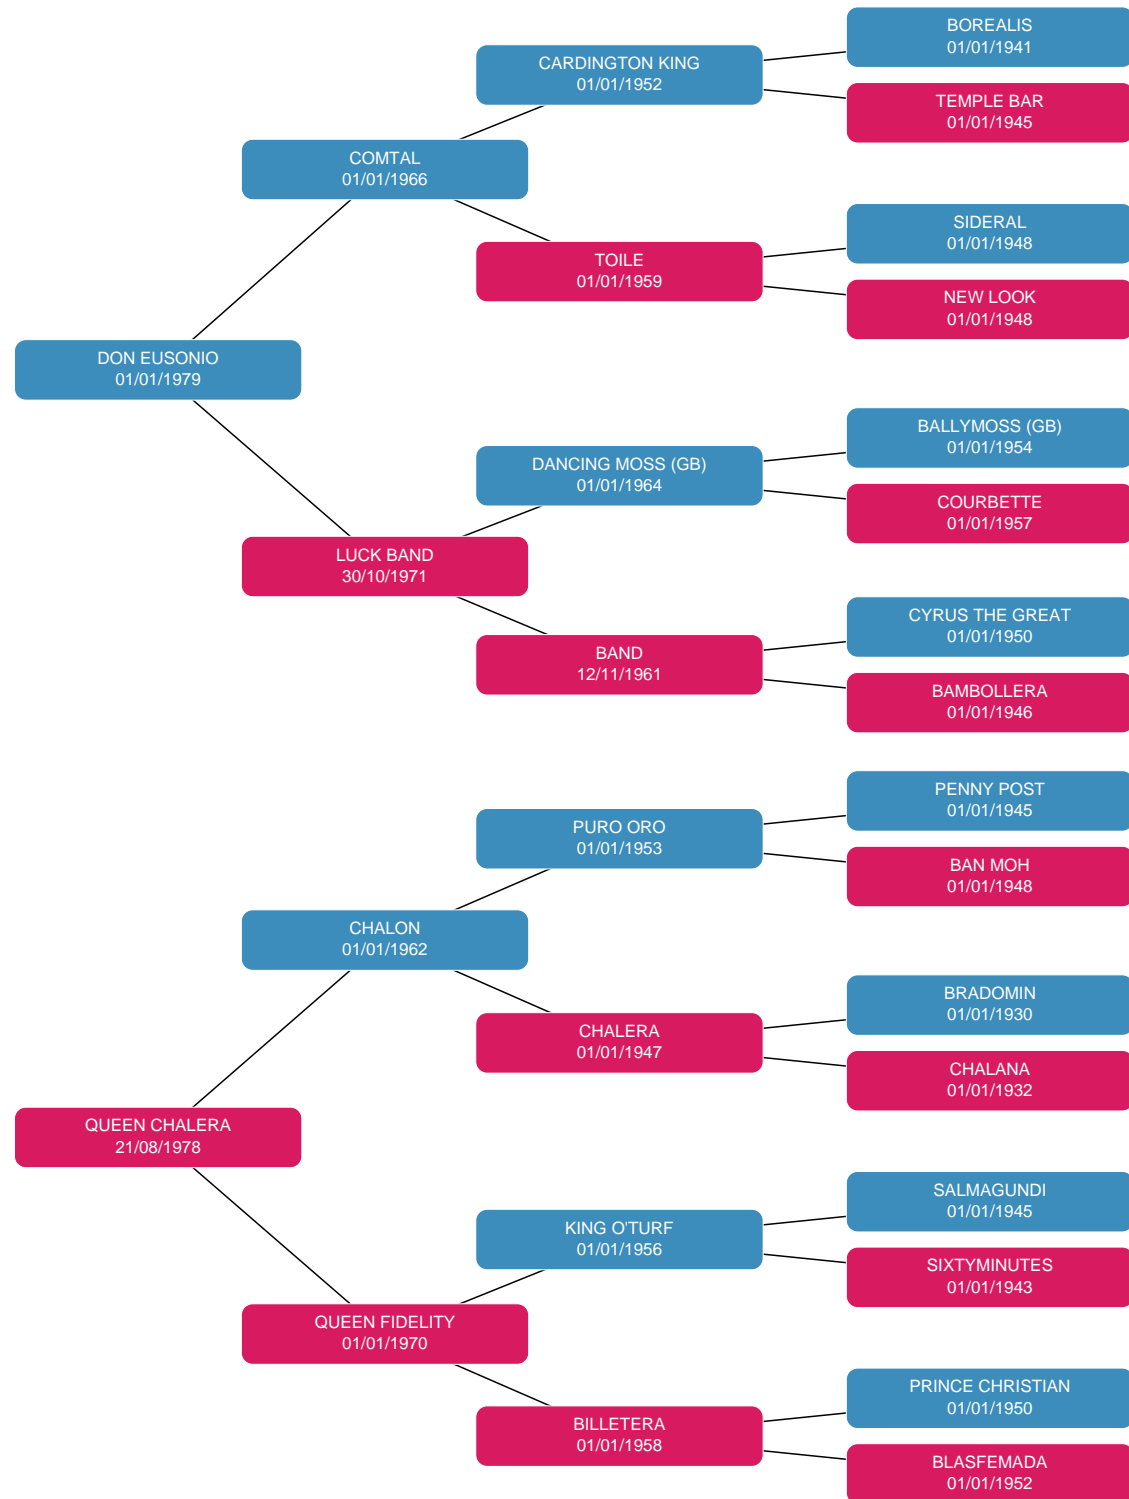 BOREALIS
01/01/1941
CARDINGTON KING
01/01/1952
TEMPLE BAR
01/01/1945
COMTAL
01/01/1966
SIDERAL
01/01/1948
TOILE
01/01/1959
NEW LOOK
01/01/1948
DON EUSONIO
01/01/1979
BALLYMOSS (GB)
01/01/1954
DANCING MOSS (GB)
01/01/1964
COURBETTE
01/01/1957
LUCK BAND
30/10/1971
CYRUS THE GREAT
01/01/1950
BAND
12/11/1961
BAMBOLLERA
01/01/1946
PENNY POST
01/01/1945
PURO ORO
01/01/1953
BAN MOH
01/01/1948
CHALON
01/01/1962
BRADOMIN
01/01/1930
CHALERA
01/01/1947
CHALANA
01/01/1932
QUEEN CHALERA
21/08/1978
SALMAGUNDI
01/01/1945
KING O'TURF
01/01/1956
SIXTYMINUTES
01/01/1943
QUEEN FIDELITY
01/01/1970
PRINCE CHRISTIAN
01/01/1950
BILLETERA
01/01/1958
BLASFEMADA
01/01/1952